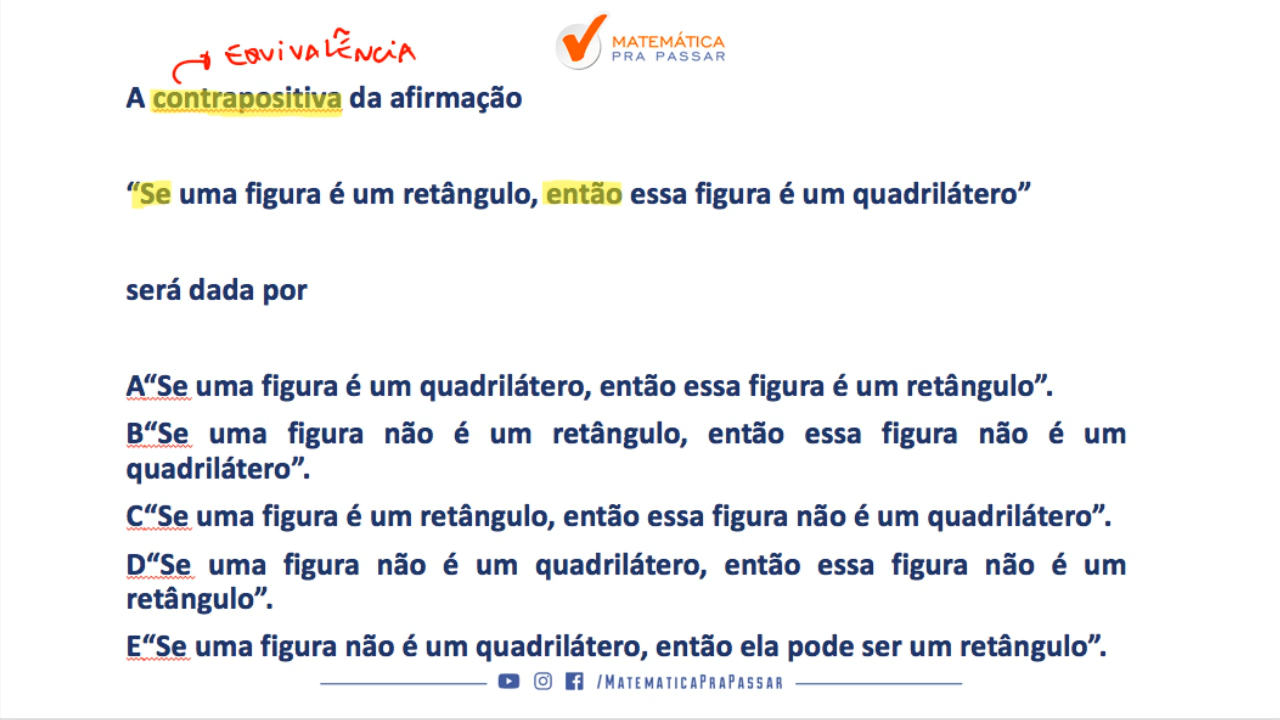 EQUIVALÊNCIA
MATEMÁTICA
PRA PASSAR
A contrapositiva da afirmação
“Se uma figura é um retângulo, então essa figura é um quadrilátero”
será dada por
A“Se uma figura é um quadrilátero, então essa figura é um retângulo”.
B“Se uma figura não é um retângulo, então essa figura não é um
quadrilátero”.
C“Se uma figura é um retângulo, então essa figura não é um quadrilátero”.
D“Se uma figura não é um quadrilátero, então essa figura não é um
retângulo”.
E“Se uma figura não é um quadrilátero, então ela pode ser um retângulo”.
/MATEMATICAPRAPASSAR